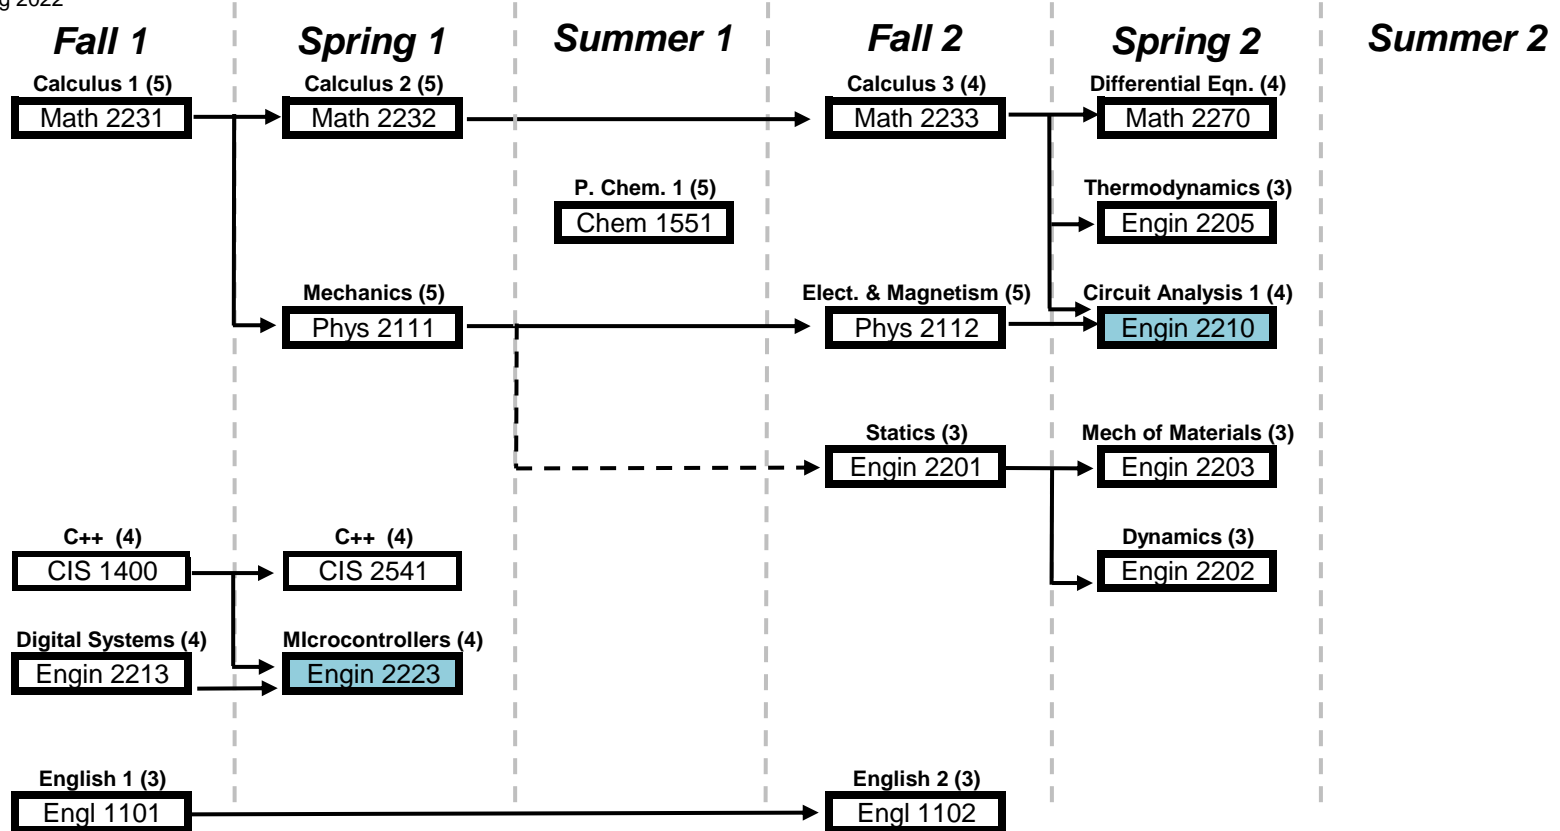 Fall 1 Spring 1 Summer 1 Fall 2 Spring 2 Summer 2
Calculus 1 (5) Calculus 2 (5) Calculus 3 (4) Differential Eqn. (4)
Math 2231 Math 2232 Math 2233 Math 2270
P. Chem. 1 (5) Thermodynamics (3)
Chem 1551 Engin 2205
Mechanics (5) Elect. & Magnetism (5) Circuit Analysis 1 (4)
Phys 2111 Phys 2112 Engin 2210
Statics (3) Mech of Materials (3)
Engin 2201 Engin 2203
C++ (4) C++ (4) Dynamics (3)
CIS 1400 CIS 2541 Engin 2202
Digital Systems (4) MIcrocontrollers (4)
Engin 2213 Engin 2223
English 1 (3) English 2 (3)
Engl 1101 Engl 1102